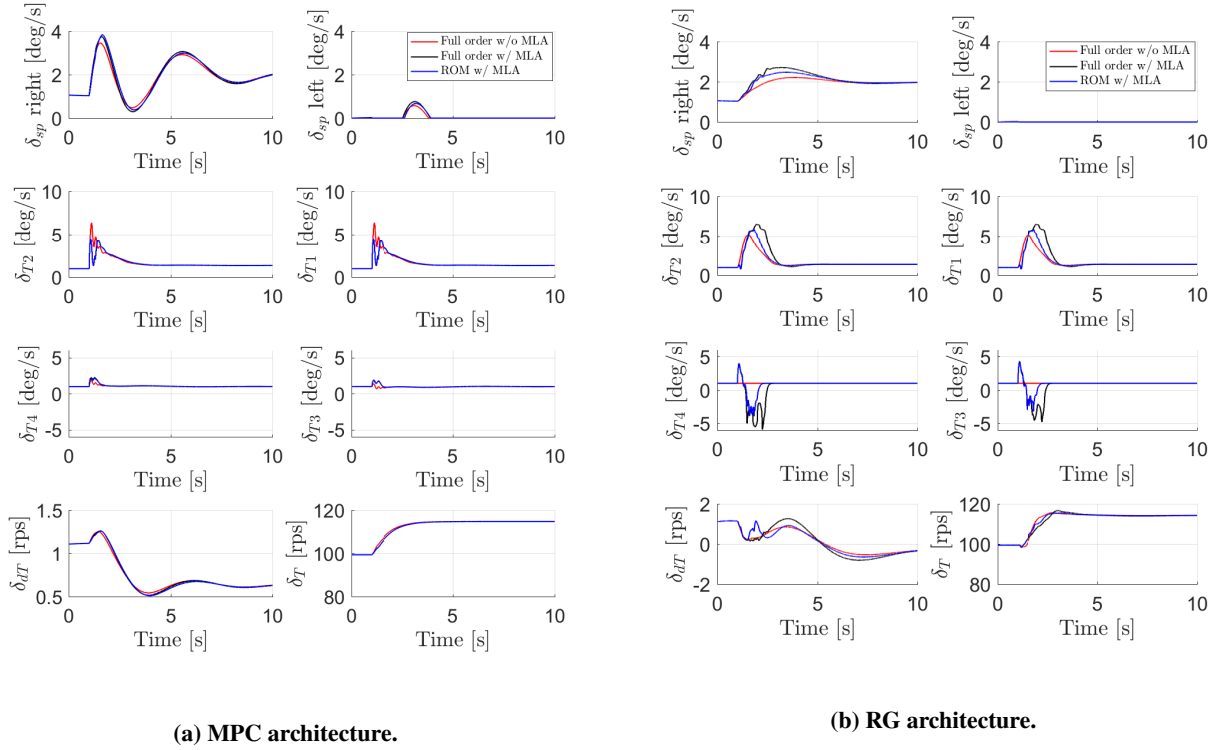 δsp right [deg/s]
4
2
0
0 5 10
Time [s]
δsp left [deg/s]
4
2
0
0 5 10
Time [s]
Full order w/o MLA
Full order w/ MLA
ROM w/ MLA
δT2 [deg/s]
10
5
0
0 5 10
Time [s]
δT1 [deg/s]
10
5
0
0 5 10
Time [s]
δT4 [deg/s]
5
0
-5
0 5 10
Time [s]
δT3 [deg/s]
5
0
-5
0 5 10
Time [s]
δdT [rps]
1.5
1
0.5
0 5 10
Time [s]
δT [rps]
120
100
80
0 5 10
Time [s]
(a) MPC architecture.
δsp right [deg/s]
4
2
0
0 5 10
Time [s]
δsp left [deg/s]
4
2
0
0 5 10
Time [s]
Full order w/o MLA
Full order w/ MLA
ROM w/ MLA
δT2 [deg/s]
10
5
0
0 5 10
Time [s]
δT1 [deg/s]
10
5
0
0 5 10
Time [s]
δT4 [deg/s]
5
0
-5
0 5 10
Time [s]
δT3 [deg/s]
5
0
-5
0 5 10
Time [s]
δdT [rps]
2
0
-2
0 5 10
Time [s]
δT [rps]
120
100
80
0 5 10
Time [s]
(b) RG architecture.